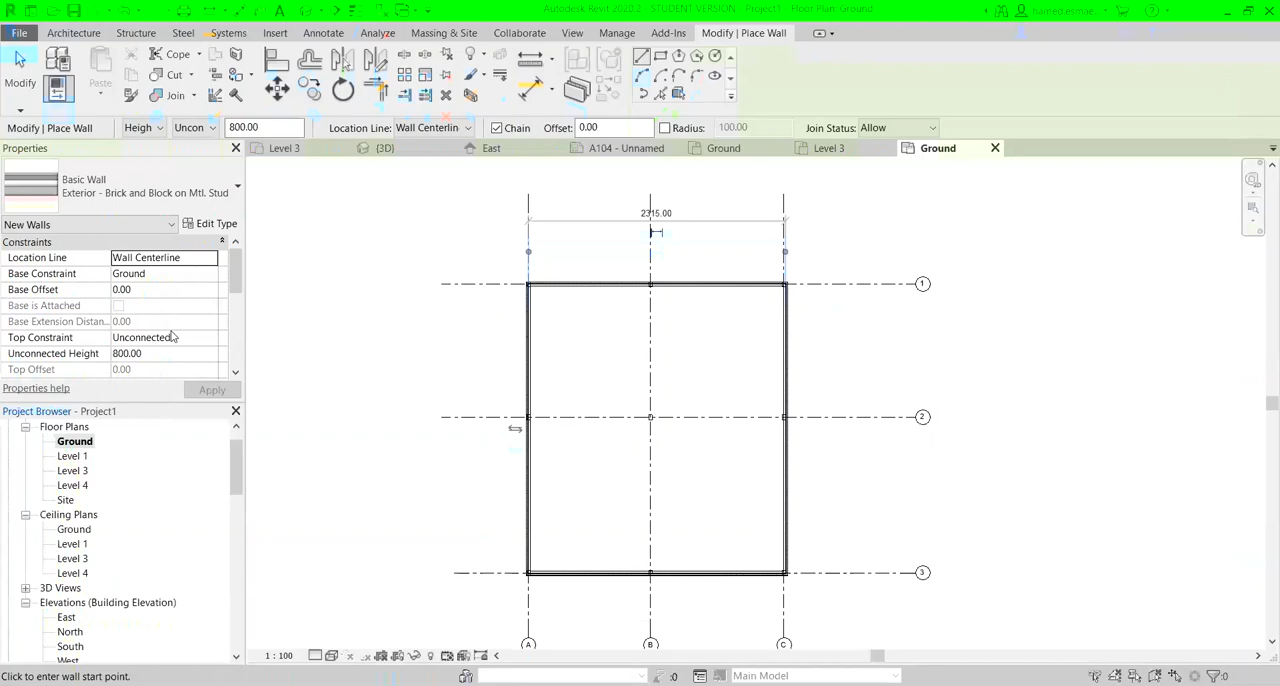 Autodesk Revit 2020.2 - STUDENT VERSION - Project1 - Floor Plan: Ground
hamed.esmae...
File Architecture Structure Steel Systems Insert Annotate Analyze Massing & Site Collaborate View Manage Add-Ins Modify | Place Wall
Modify
Paste
Cope
Cut
Join
Modify | Place Wall Heigh Uncon 800.00 Location Line: Wall Centerlin Chain Offset: 0.00 Radius: 100.00 Join Status: Allow
Properties
Level 3 {3D} East A104 - Unnamed Ground Level 3 Ground
Basic Wall
Exterior - Brick and Block on Mtl. Stud
New Walls Edit Type
Constraints
Location Line Wall Centerline
Base Constraint Ground
Base Offset 0.00
Base is Attached
Base Extension Distan... 0.00
Top Constraint Unconnected
Unconnected Height 800.00
Top Offset 0.00
Properties help Apply
Project Browser - Project1
Floor Plans
Ground
Level 1
Level 3
Level 4
Site
Ceiling Plans
Ground
Level 1
Level 3
Level 4
3D Views
Elevations (Building Elevation)
East
North
South
West
2315.00
1
2
3
A B C
1 : 100
Click to enter wall start point.
:0 Main Model :0